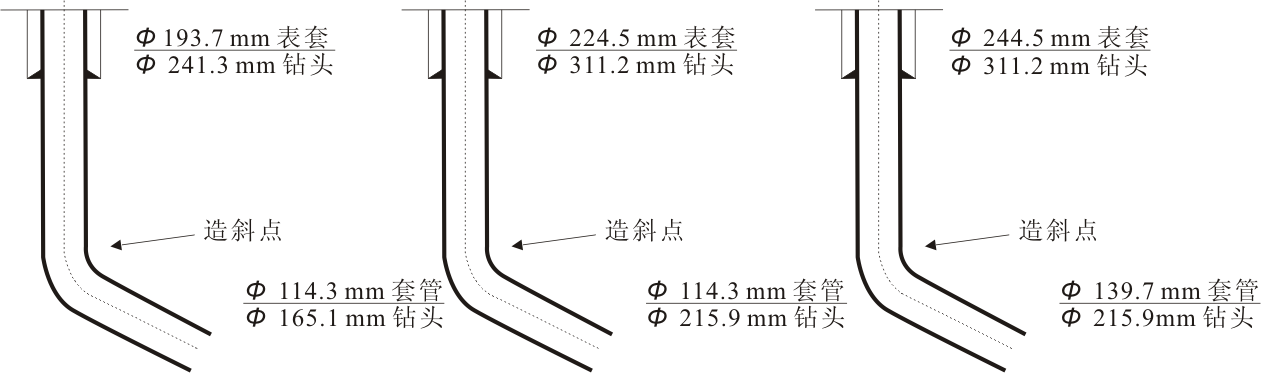 Φ 193.7 mm 表套
Φ 241.3 mm 钻头
Φ 224.5 mm 表套
Φ 311.2 mm 钻头
Φ 244.5 mm 表套
Φ 311.2 mm 钻头
造斜点
造斜点
造斜点
Φ 114.3 mm 套管
Φ 165.1 mm 钻头
Φ 114.3 mm 套管
Φ 215.9 mm 钻头
Φ 139.7 mm 套管
Φ 215.9mm 钻头